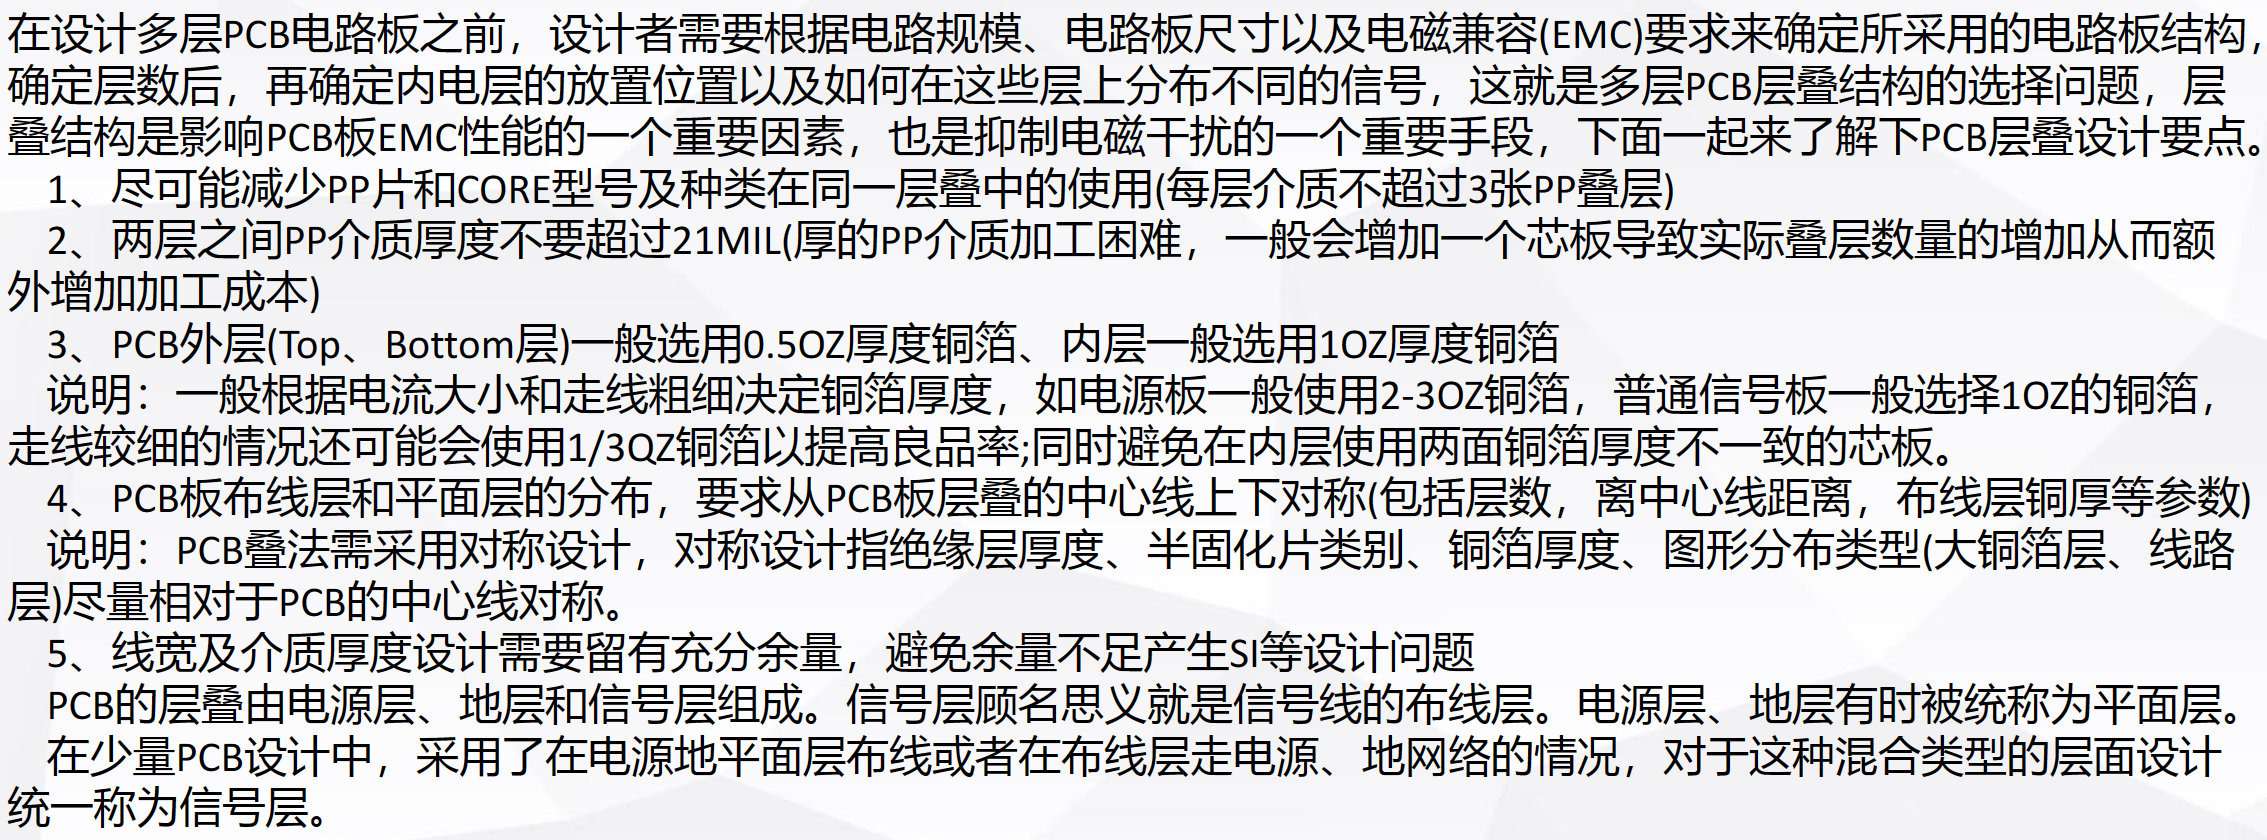 在设计多层PCB电路板之前，设计者需要根据电路规模、电路板尺寸以及电磁兼容(EMC)要求来确定所采用的电路板结构，
确定层数后，再确定内电层的放置位置以及如何在这些层上分布不同的信号，这就是多层PCB层叠结构的选择问题，层
叠结构是影响PCB板EMC性能的一个重要因素，也是抑制电磁干扰的一个重要手段，下面一起来了解下PCB层叠设计要点。
1、尽可能减少PP片和CORE型号及种类在同一层叠中的使用(每层介质不超过3张PP叠层)
2、两层之间PP介质厚度不要超过21MIL(厚的PP介质加工困难，一般会增加一个芯板导致实际叠层数量的增加从而额
外增加加工成本)
3、PCB外层(Top、Bottom层)一般选用0.5OZ厚度铜箔、内层一般选用1OZ厚度铜箔
说明：一般根据电流大小和走线粗细决定铜箔厚度，如电源板一般使用2-3OZ铜箔，普通信号板一般选择1OZ的铜箔，
走线较细的情况还可能会使用1/3QZ铜箔以提高良品率;同时避免在内层使用两面铜箔厚度不一致的芯板。
4、PCB板布线层和平面层的分布，要求从PCB板层叠的中心线上下对称(包括层数，离中心线距离，布线层铜厚等参数)
说明：PCB叠法需采用对称设计，对称设计指绝缘层厚度、半固化片类别、铜箔厚度、图形分布类型(大铜箔层、线路
层)尽量相对于PCB的中心线对称。
5、线宽及介质厚度设计需要留有充分余量，避免余量不足产生SI等设计问题
PCB的层叠由电源层、地层和信号层组成。信号层顾名思义就是信号线的布线层。电源层、地层有时被统称为平面层。
在少量PCB设计中，采用了在电源地平面层布线或者在布线层走电源、地网络的情况，对于这种混合类型的层面设计
统一称为信号层。